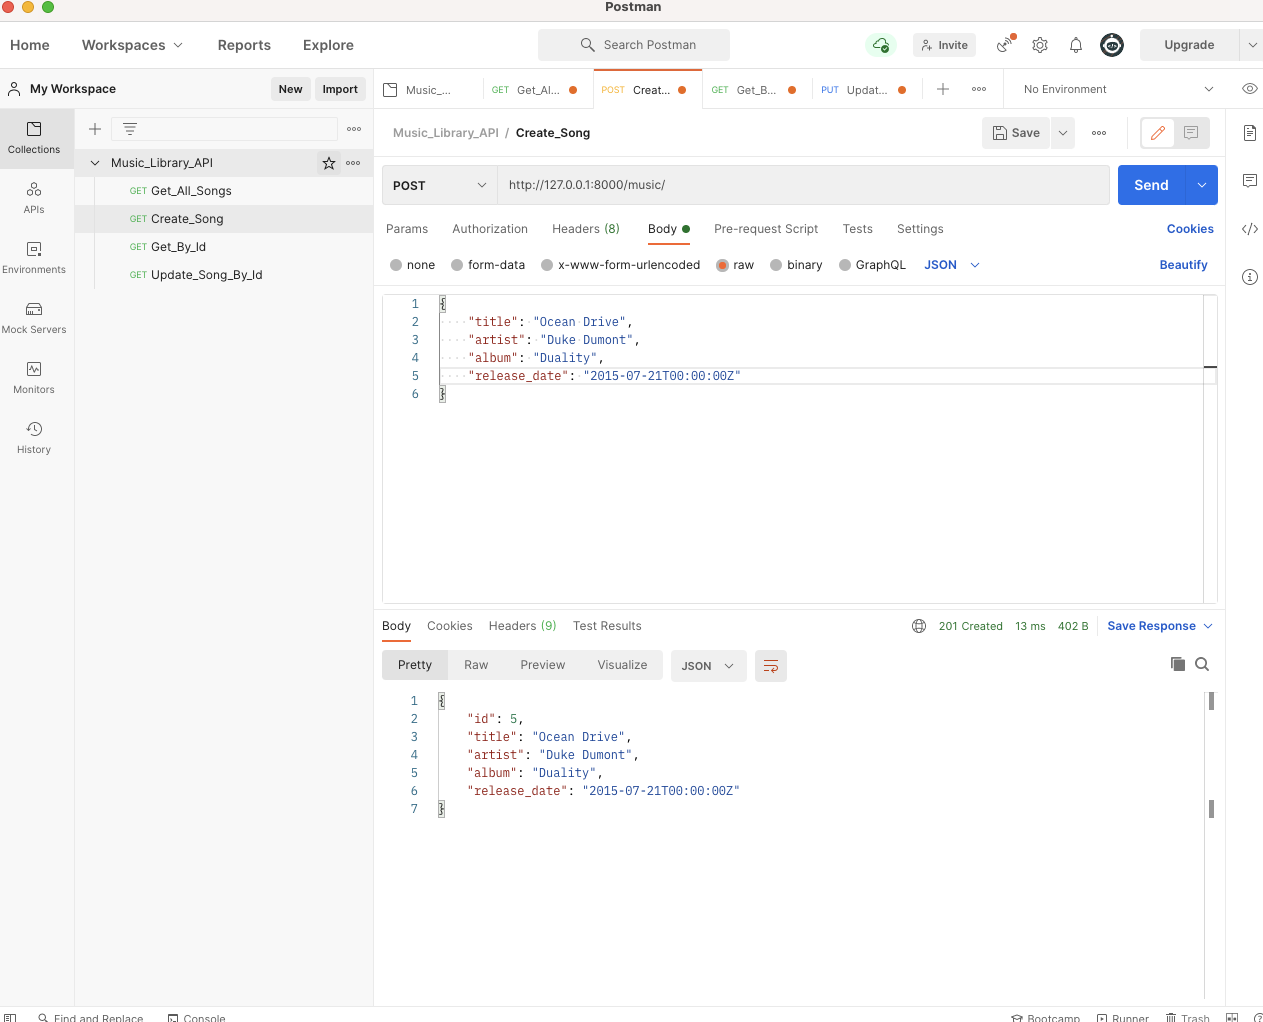 Postman
Home Workspaces Reports Explore Search Postman Invite Upgrade
My Workspace New Import Music_... GET Get_Al... POST Creat... GET Get_B... PUT Updat... No Environment
Collections
APIs
Environments
Mock Servers
Monitors
History
Music_Library_API
GET Get_All_Songs
GET Create_Song
GET Get_By_Id
GET Update_Song_By_Id
Music_Library_API / Create_Song Save
POST http://127.0.0.1:8000/music/ Send
Params Authorization Headers (8) Body Pre-request Script Tests Settings Cookies
none form-data x-www-form-urlencoded raw binary GraphQL JSON Beautify
1 {
2 "title": "Ocean Drive",
3 "artist": "Duke Dumont",
4 "album": "Duality",
5 "release_date": "2015-07-21T00:00:00Z"
6 }
Body Cookies Headers (9) Test Results 201 Created 13 ms 402 B Save Response
Pretty Raw Preview Visualize JSON
1 {
2 "id": 5,
3 "title": "Ocean Drive",
4 "artist": "Duke Dumont",
5 "album": "Duality",
6 "release_date": "2015-07-21T00:00:00Z"
7 }
Find and Replace Console Bootcamp Runner Trash